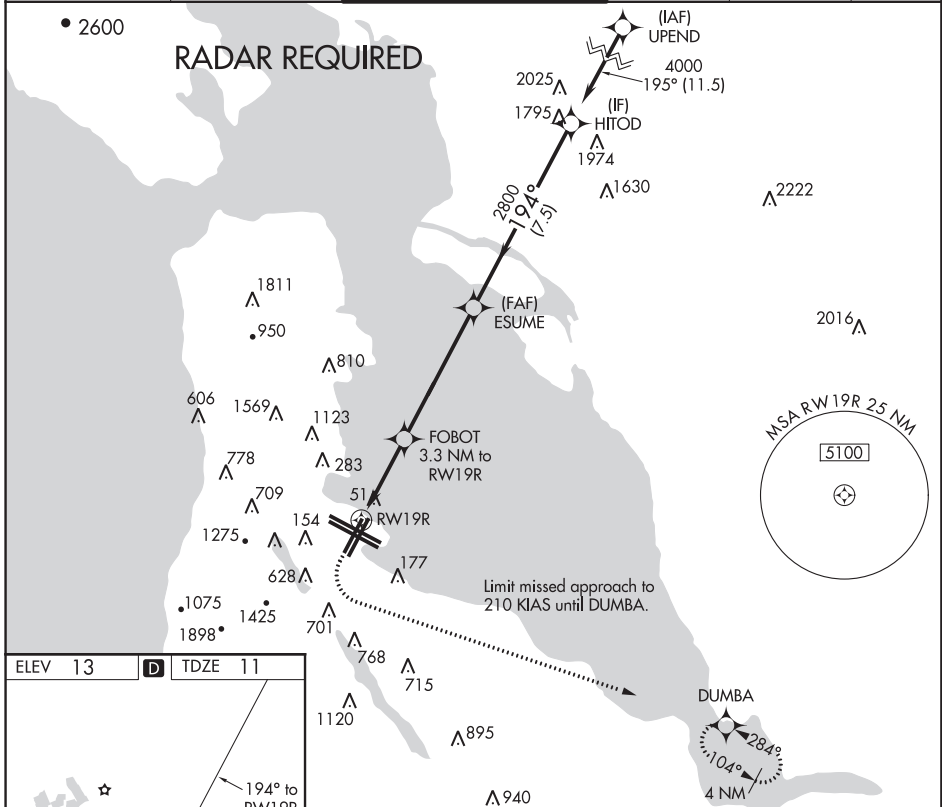 2600
RADAR REQUIRED
(IAF)
UPEND
4000
195° (11.5)
2025
1795
(IF)
HITOD
1974
1630
2222
2800
194°
(7.5)
1811
950
(FAF)
ESUME
2016
810
606
1569
1123
283
FOBOT
3.3 NM to
RW19R
MSA RW19R 25 NM
5100
778
709
51
RW19R
1275
154
628
177
Limit missed approach to
210 KIAS until DUMBA.
1075
1425
1898
701
768
715
1120
895
940
DUMBA
284°
104°
4 NM
ELEV 13
D
TDZE 11
194° to
RW19R